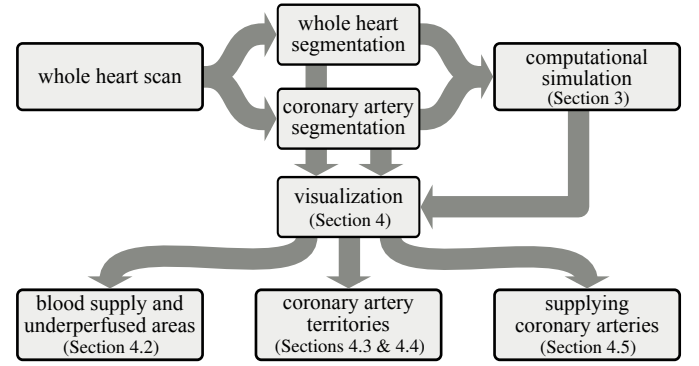 whole heart scan
whole heart
segmentation
coronary artery
segmentation
computational
simulation
(Section 3)
visualization
(Section 4)
blood supply and
underperfused areas
(Section 4.2)
coronary artery
territories
(Sections 4.3 & 4.4)
supplying
coronary arteries
(Section 4.5)